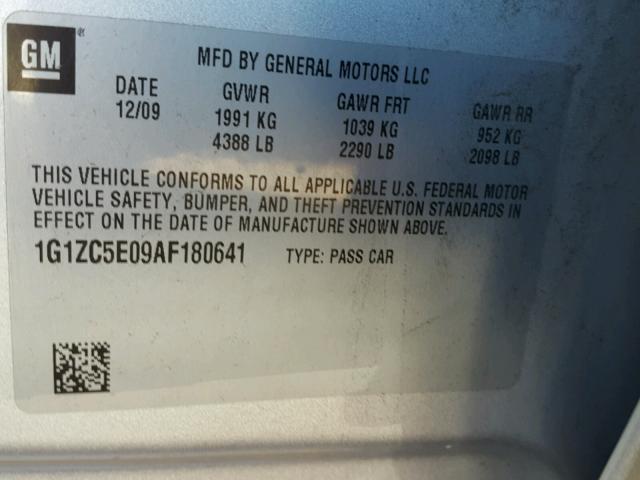 GM ®
MFD BY GENERAL MOTORS LLC
DATE GVWR GAWR FRT GAWR RR
12/09 1991 KG 1039 KG 952 KG
4388 LB 2290 LB 2098 LB
THIS VEHICLE CONFORMS TO ALL APPLICABLE U.S. FEDERAL MOTOR
VEHICLE SAFETY, BUMPER, AND THEFT PREVENTION STANDARDS IN
EFFECT ON THE DATE OF MANUFACTURE SHOWN ABOVE.
1G1ZC5E09AF180641 TYPE: PASS CAR